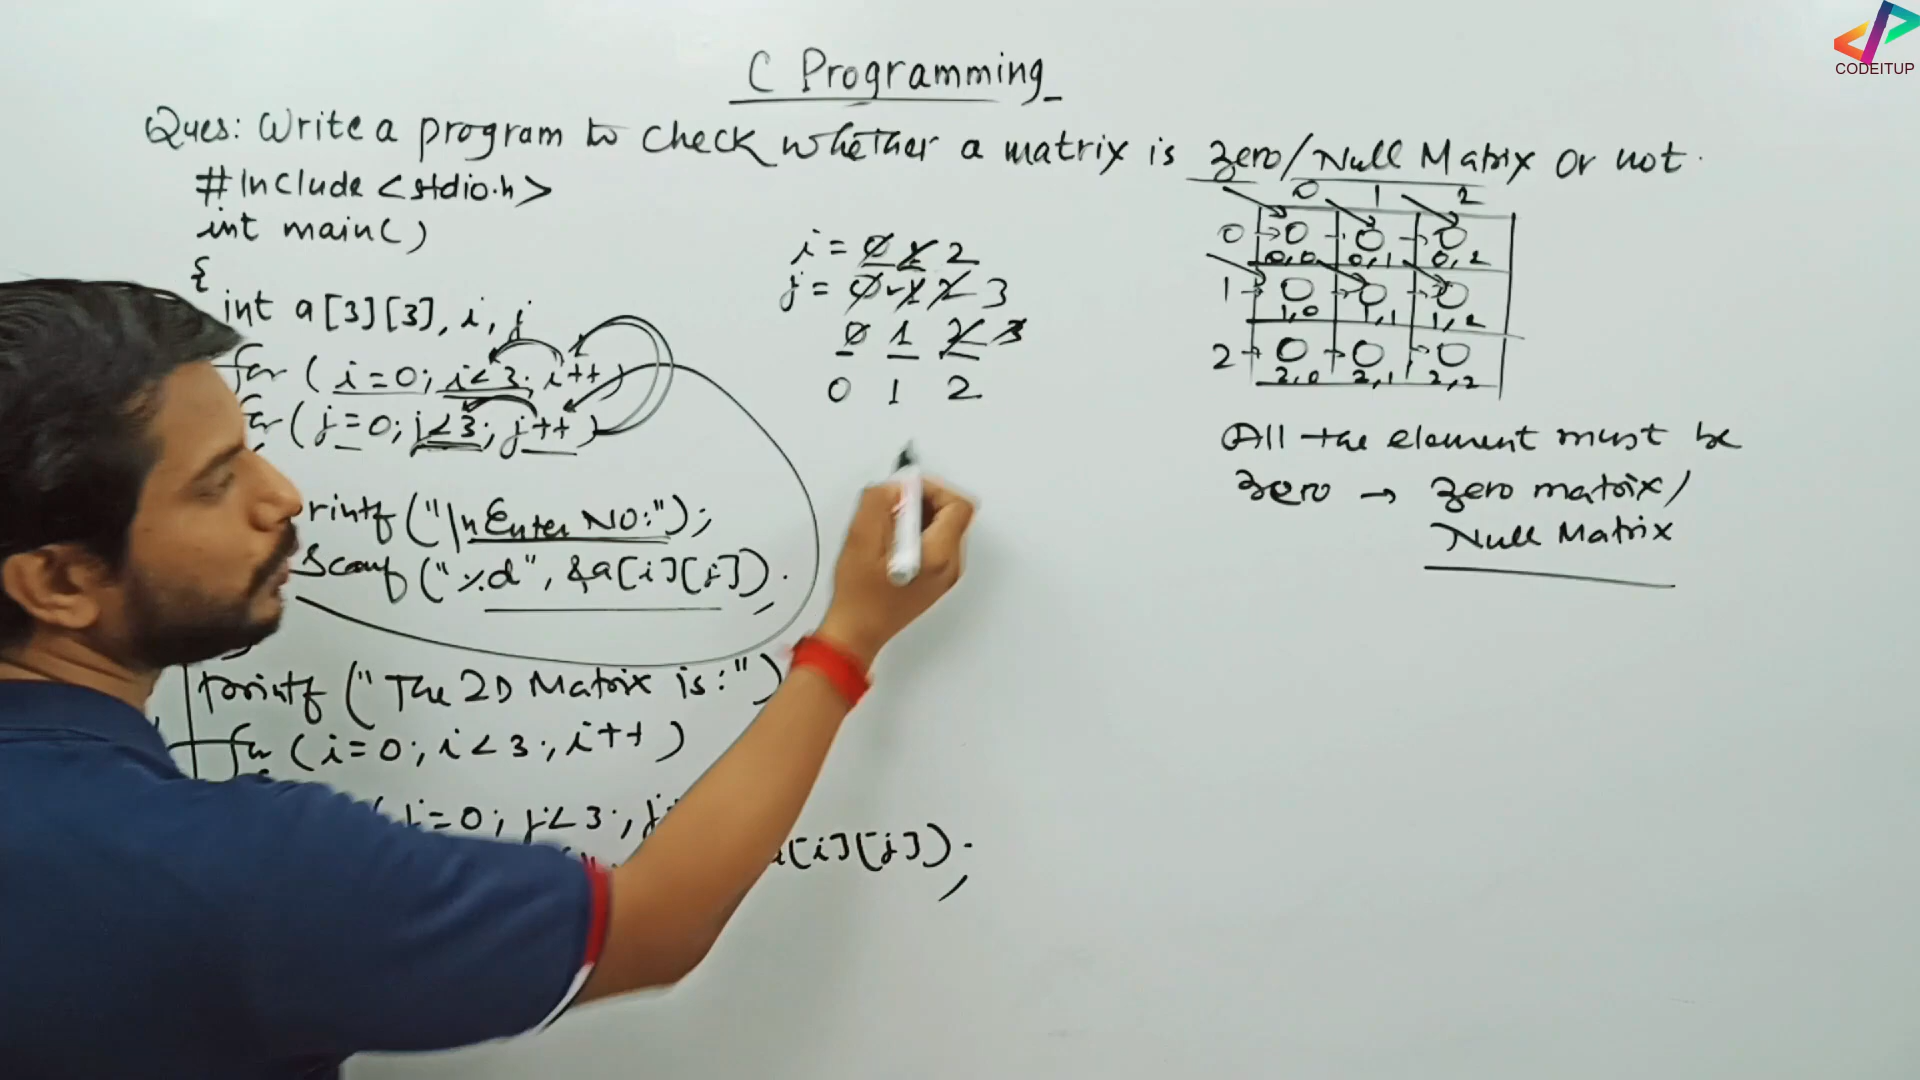 C Programming
Ques: Write a program to check whether a matrix is zero/Null Matrix or not.
#Include <stdio.h>
int main()
{
int a[3][3], i, j
for (i=0; i<3; i++)
(j=0; j<3; j++)
rintf("\nEnter NO:");
Scanf("%d", &a[i][j]);
printf("The 2D Matrix is:")
for (i=0; i<3; i++)
j=0; j<3; j
a[i][j]);
i = 0 1 2
j = 0 1 2 3
0 1 2 3
0 1 2
0 1 2
0 0 0 0
0,0 0,1 0,2
1 0 0 0
1,0 1,1 1,2
2 0 0 0
2,0 2,1 2,2
All the element must be
zero → zero matrix/
Null Matrix
CODEITUP